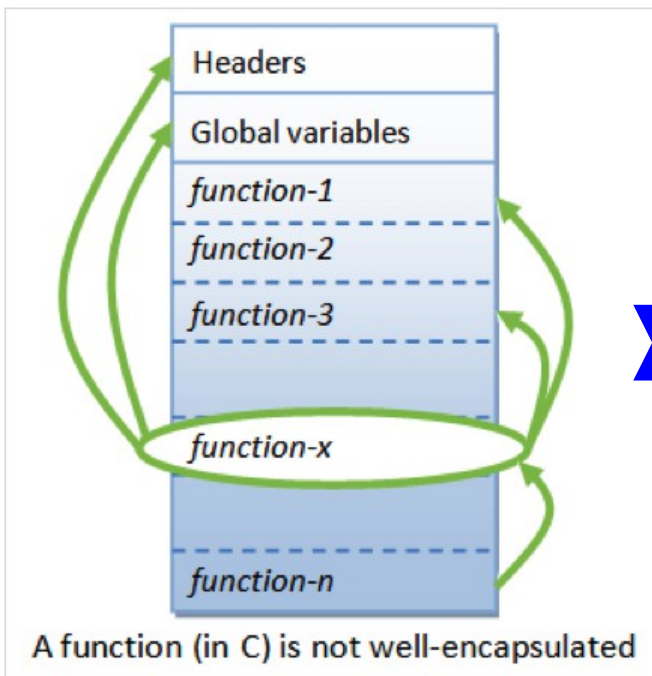 Headers
Global variables
function-1
function-2
function-3
function-x
function-n
A function (in C) is not well-encapsulated